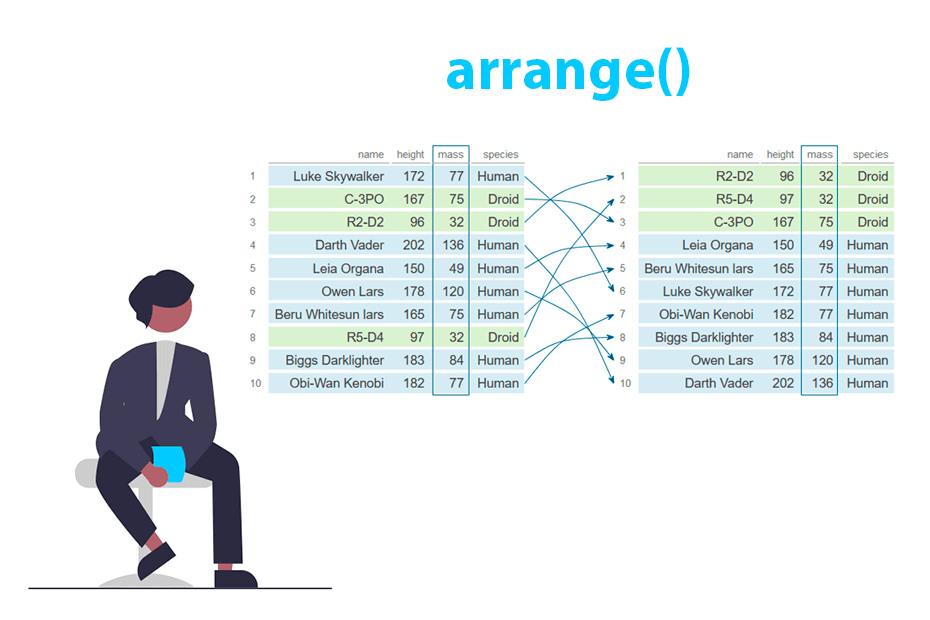 arrange()
name height mass species
1 Luke Skywalker 172 77 Human
2 C-3PO 167 75 Droid
3 R2-D2 96 32 Droid
4 Darth Vader 202 136 Human
5 Leia Organa 150 49 Human
6 Owen Lars 178 120 Human
7 Beru Whitesun lars 165 75 Human
8 R5-D4 97 32 Droid
9 Biggs Darklighter 183 84 Human
10 Obi-Wan Kenobi 182 77 Human
name height mass species
1 R2-D2 96 32 Droid
2 R5-D4 97 32 Droid
3 C-3PO 167 75 Droid
4 Leia Organa 150 49 Human
5 Beru Whitesun lars 165 75 Human
6 Luke Skywalker 172 77 Human
7 Obi-Wan Kenobi 182 77 Human
8 Biggs Darklighter 183 84 Human
9 Owen Lars 178 120 Human
10 Darth Vader 202 136 Human